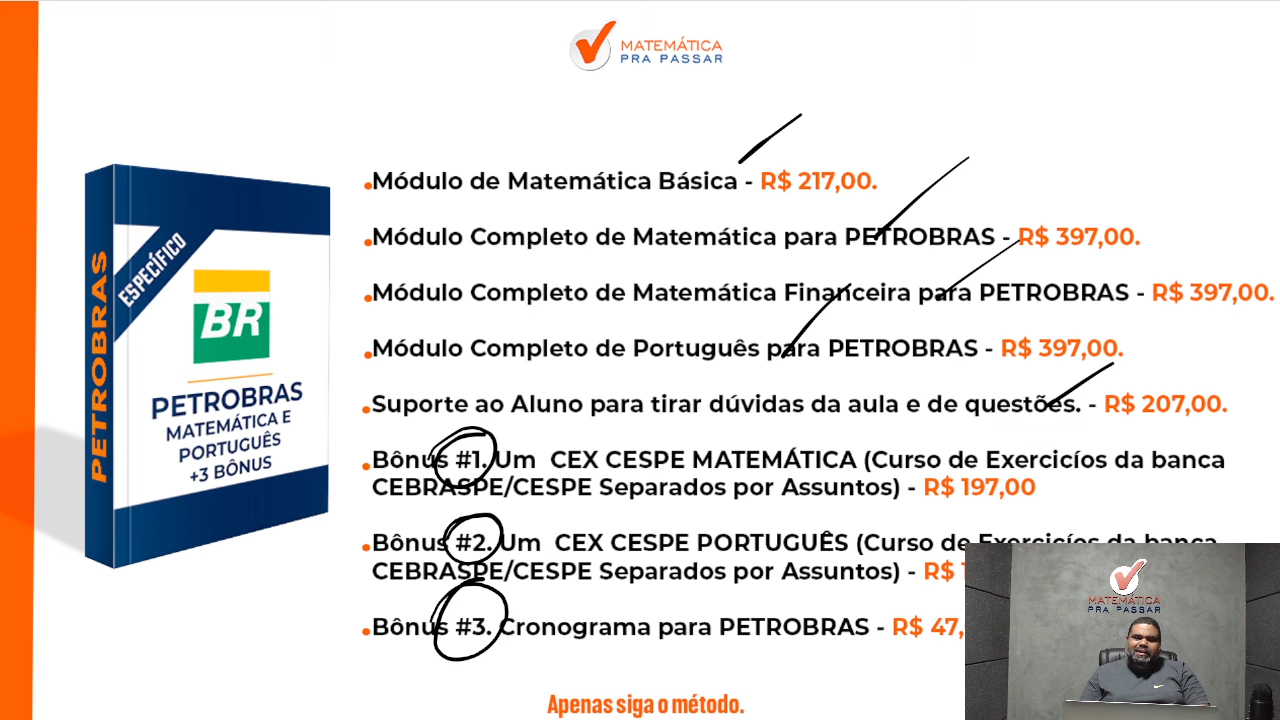 MATEMÁTICA
PRA PASSAR
•Módulo de Matemática Básica - R$ 217,00.
•Módulo Completo de Matemática para PETROBRAS - R$ 397,00.
•Módulo Completo de Matemática Financeira para PETROBRAS - R$ 397,00.
•Módulo Completo de Português para PETROBRAS - R$ 397,00.
•Suporte ao Aluno para tirar dúvidas da aula e de questões. - R$ 207,00.
•Bônus #1. Um CEX CESPE MATEMÁTICA (Curso de Exercicíos da banca
CEBRASPE/CESPE Separados por Assuntos) - R$ 197,00
•Bônus #2. Um CEX CESPE PORTUGUÊS (Curso de Exercicíos da banca
CEBRASPE/CESPE Separados por Assuntos) - R$
•Bônus #3. Cronograma para PETROBRAS - R$ 47,
Apenas siga o método.
PETROBRAS
ESPECÍFICO
BR
PETROBRAS
MATEMÁTICA E
PORTUGUÊS
+3 BÔNUS
MATEMÁTICA
PRA PASSAR